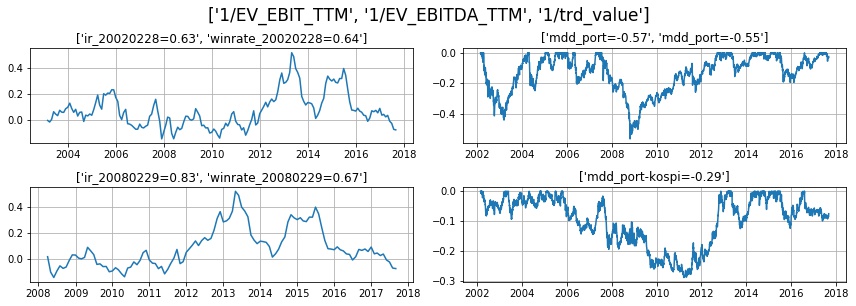 ['1/EV_EBIT_TTM', '1/EV_EBITDA_TTM', '1/trd_value']
['ir_20020228=0.63', 'winrate_20020228=0.64']
0.4
0.2
0.0
2004 2006 2008 2010 2012 2014 2016 2018
['mdd_port=-0.57', 'mdd_port=-0.55']
0.0
−0.2
−0.4
2002 2004 2006 2008 2010 2012 2014 2016 2018
['ir_20080229=0.83', 'winrate_20080229=0.67']
0.4
0.2
0.0
2008 2009 2010 2011 2012 2013 2014 2015 2016 2017 2018
['mdd_port-kospi=-0.29']
0.0
−0.1
−0.2
−0.3
2002 2004 2006 2008 2010 2012 2014 2016 2018